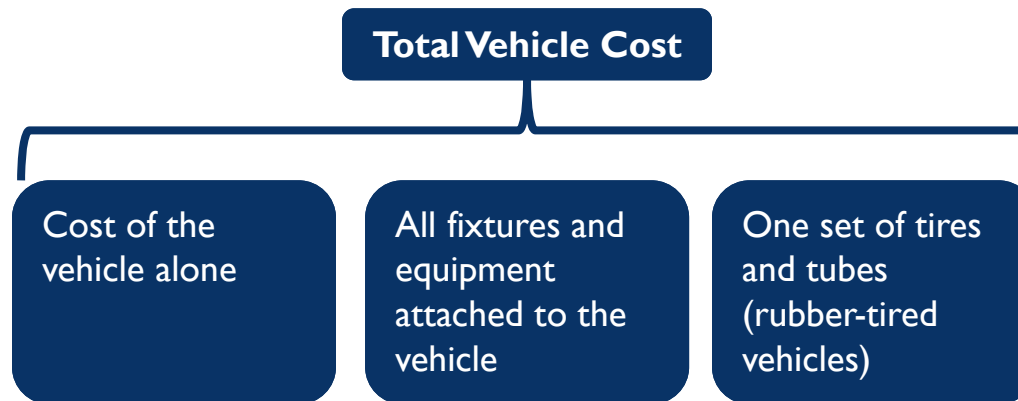 Total Vehicle Cost
Cost of the
vehicle alone
All fixtures and
equipment
attached to the
vehicle
One set of tires
and tubes
(rubber-tired
vehicles)